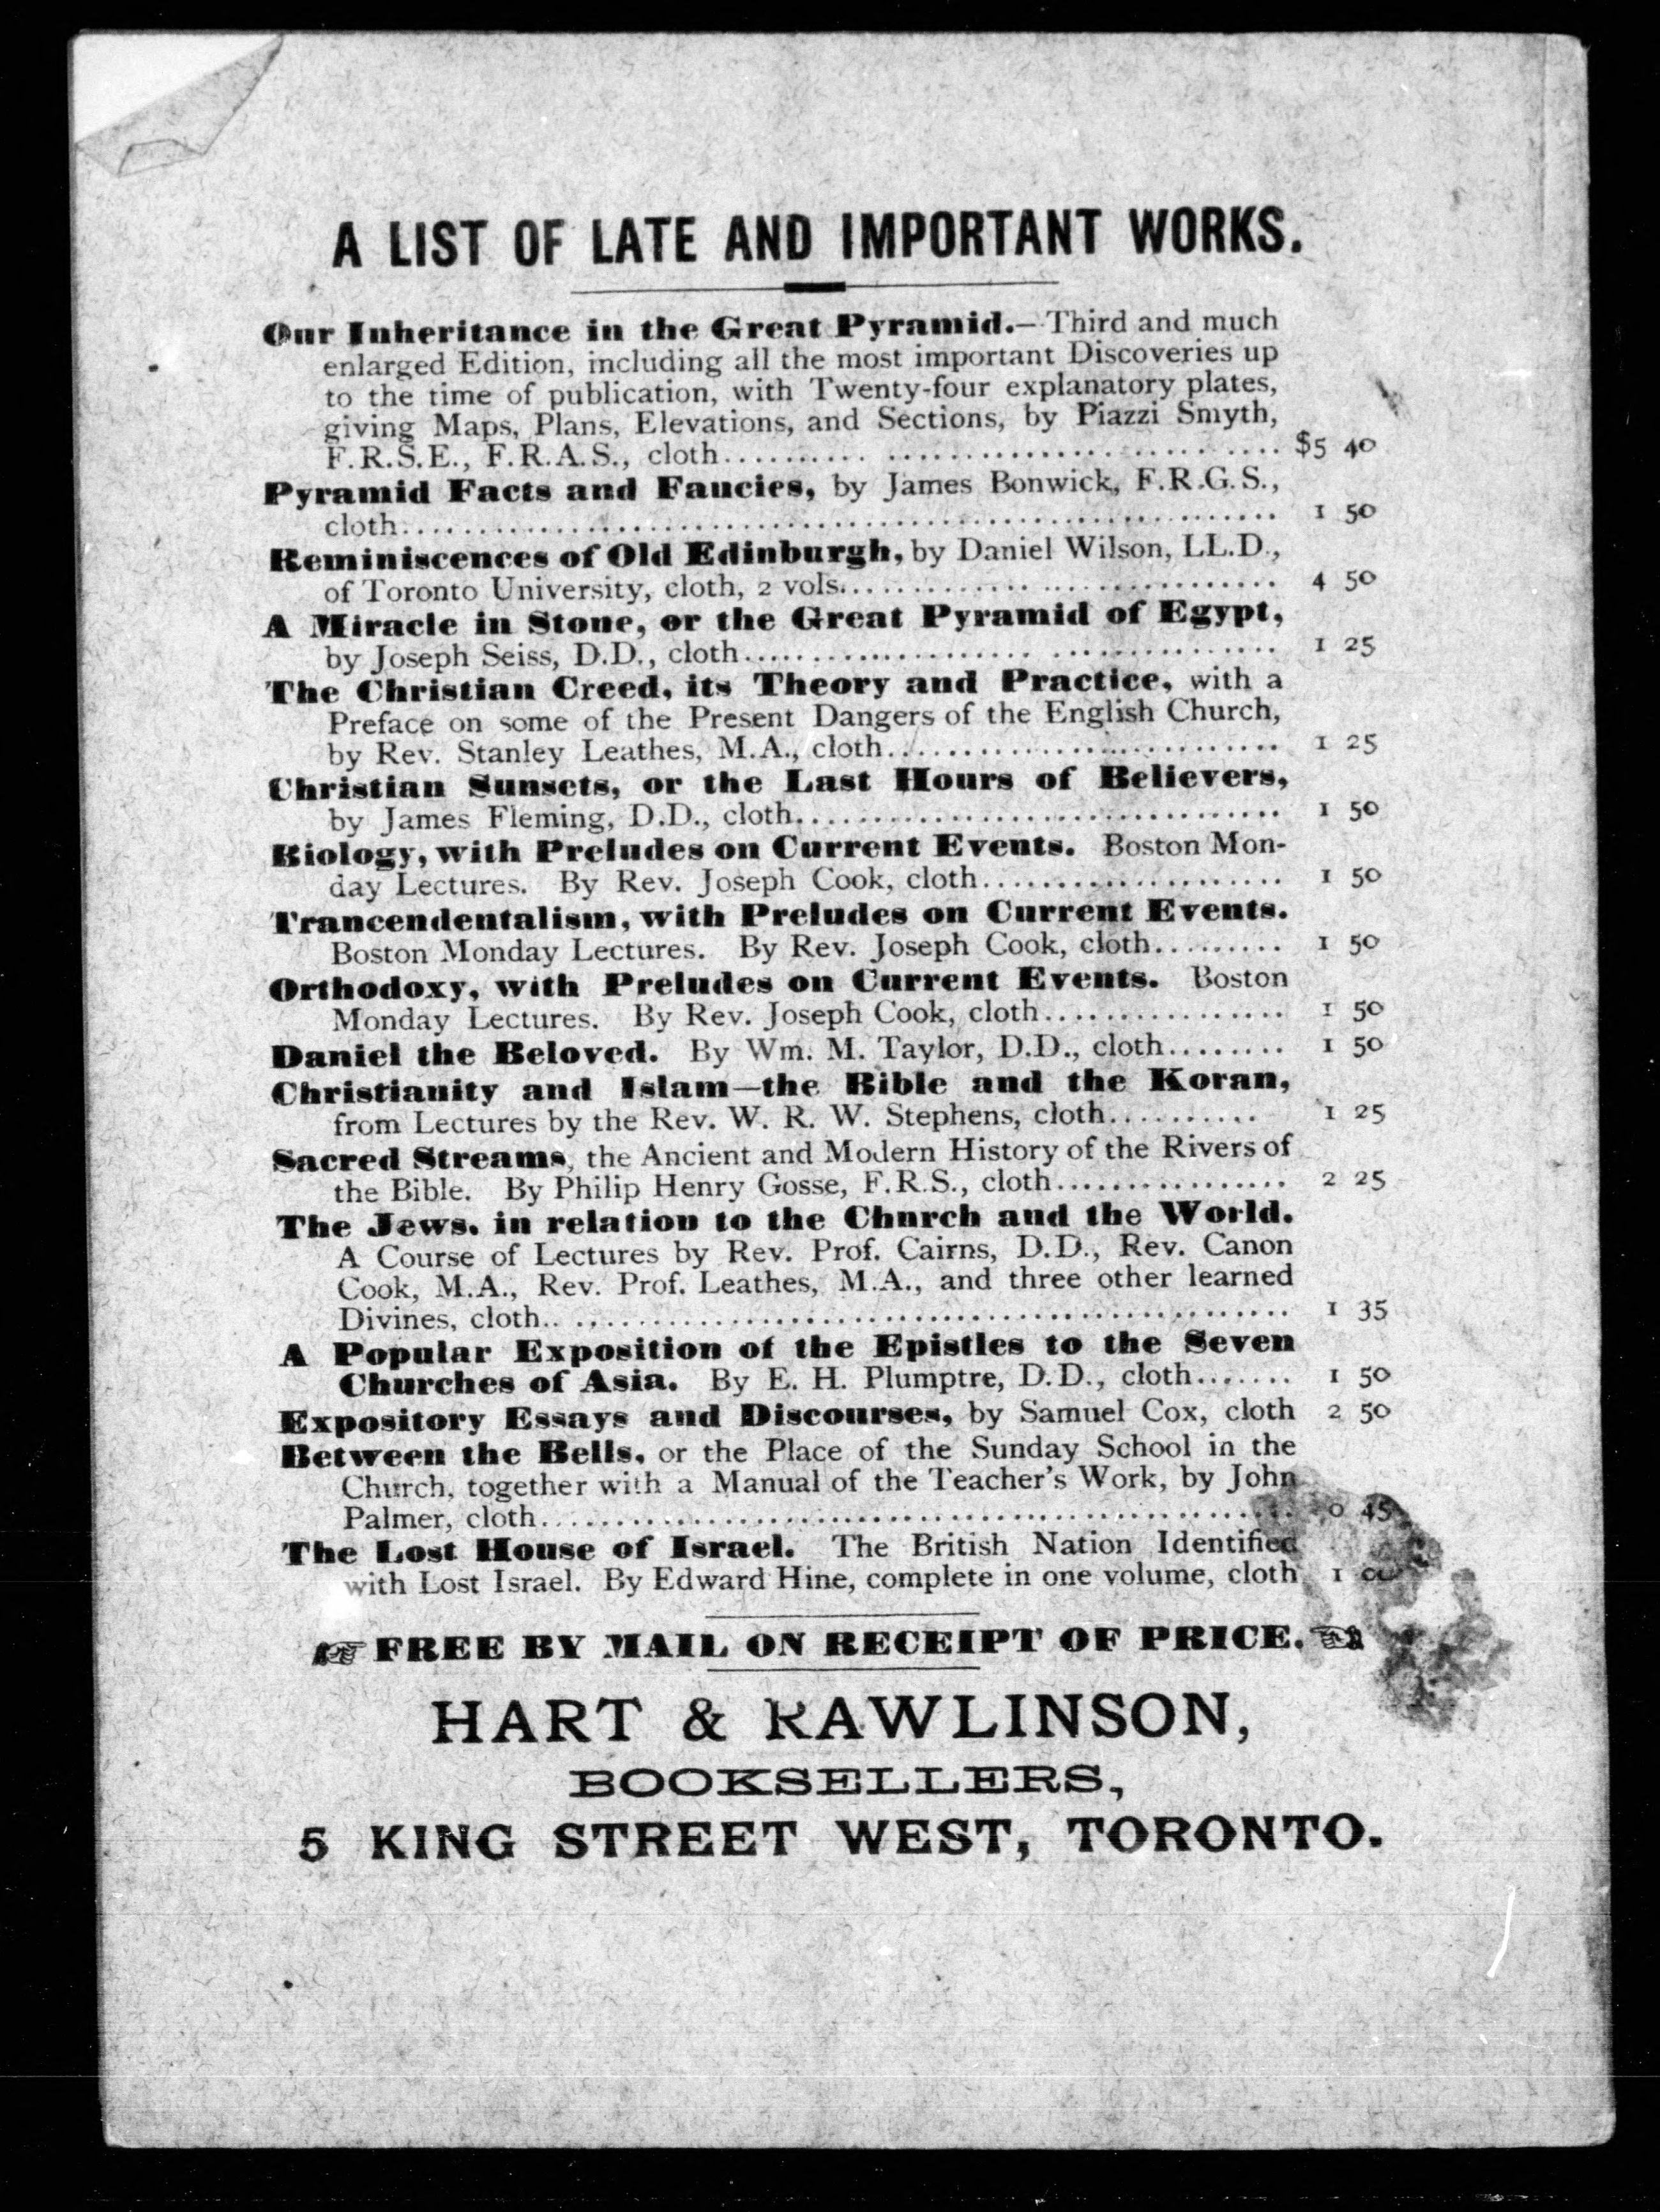 A LIST OF LATE AND IMPORTANT WORKS.
Our Inheritance in the Great Pyramid.—Third and much
enlarged Edition, including all the most important Discoveries up
to the time of publication, with Twenty-four explanatory plates,
giving Maps, Plans, Elevations, and Sections, by Piazzi Smyth,
F.R.S.E., F.R.A.S., cloth.......... ............................ $5 40
Pyramid Facts and Fancies, by James Bonwick, F.R.G.S.,
cloth............................................................ 1 50
Reminiscences of Old Edinburgh, by Daniel Wilson, LL.D.,
of Toronto University, cloth, 2 vols............................. 4 50
A Miracle in Stone, or the Great Pyramid of Egypt,
by Joseph Seiss, D.D., cloth.................... ............... 1 25
The Christian Creed, its Theory and Practice, with a
Preface on some of the Present Dangers of the English Church,
by Rev. Stanley Leathes, M.A., cloth............................ 1 25
Christian Sunsets, or the Last Hours of Believers,
by James Fleming, D.D., cloth................................... 1 50
Biology, with Preludes on Current Events. Boston Mon-
day Lectures. By Rev. Joseph Cook, cloth..................... 1 50
Trancendentalism, with Preludes on Current Events.
Boston Monday Lectures. By Rev. Joseph Cook, cloth......... 1 50
Orthodoxy, with Preludes on Current Events. Boston
Monday Lectures. By Rev. Joseph Cook, cloth................ 1 50
Daniel the Beloved. By Wm. M. Taylor, D.D., cloth........ 1 50
Christianity and Islam—the Bible and the Koran,
from Lectures by the Rev. W. R. W. Stephens, cloth.......... 1 25
Sacred Streams, the Ancient and Modern History of the Rivers of
the Bible. By Philip Henry Gosse, F.R.S., cloth................ 2 25
The Jews, in relation to the Church and the World.
A Course of Lectures by Rev. Prof. Cairns, D.D., Rev. Canon
Cook, M.A., Rev. Prof. Leathes, M.A., and three other learned
Divines, cloth.. ................................................ 1 35
A Popular Exposition of the Epistles to the Seven
Churches of Asia. By E. H. Plumptre, D.D., cloth....... 1 50
Expository Essays and Discourses, by Samuel Cox, cloth 2 50
Between the Bells, or the Place of the Sunday School in the
Church, together with a Manual of the Teacher's Work, by John
Palmer, cloth.................................................... 0 45
The Lost House of Israel. The British Nation Identified
with Lost Israel. By Edward Hine, complete in one volume, cloth 1
☞ FREE BY MAIL ON RECEIPT OF PRICE. ☜
HART & RAWLINSON,
BOOKSELLERS,
5 KING STREET WEST, TORONTO.